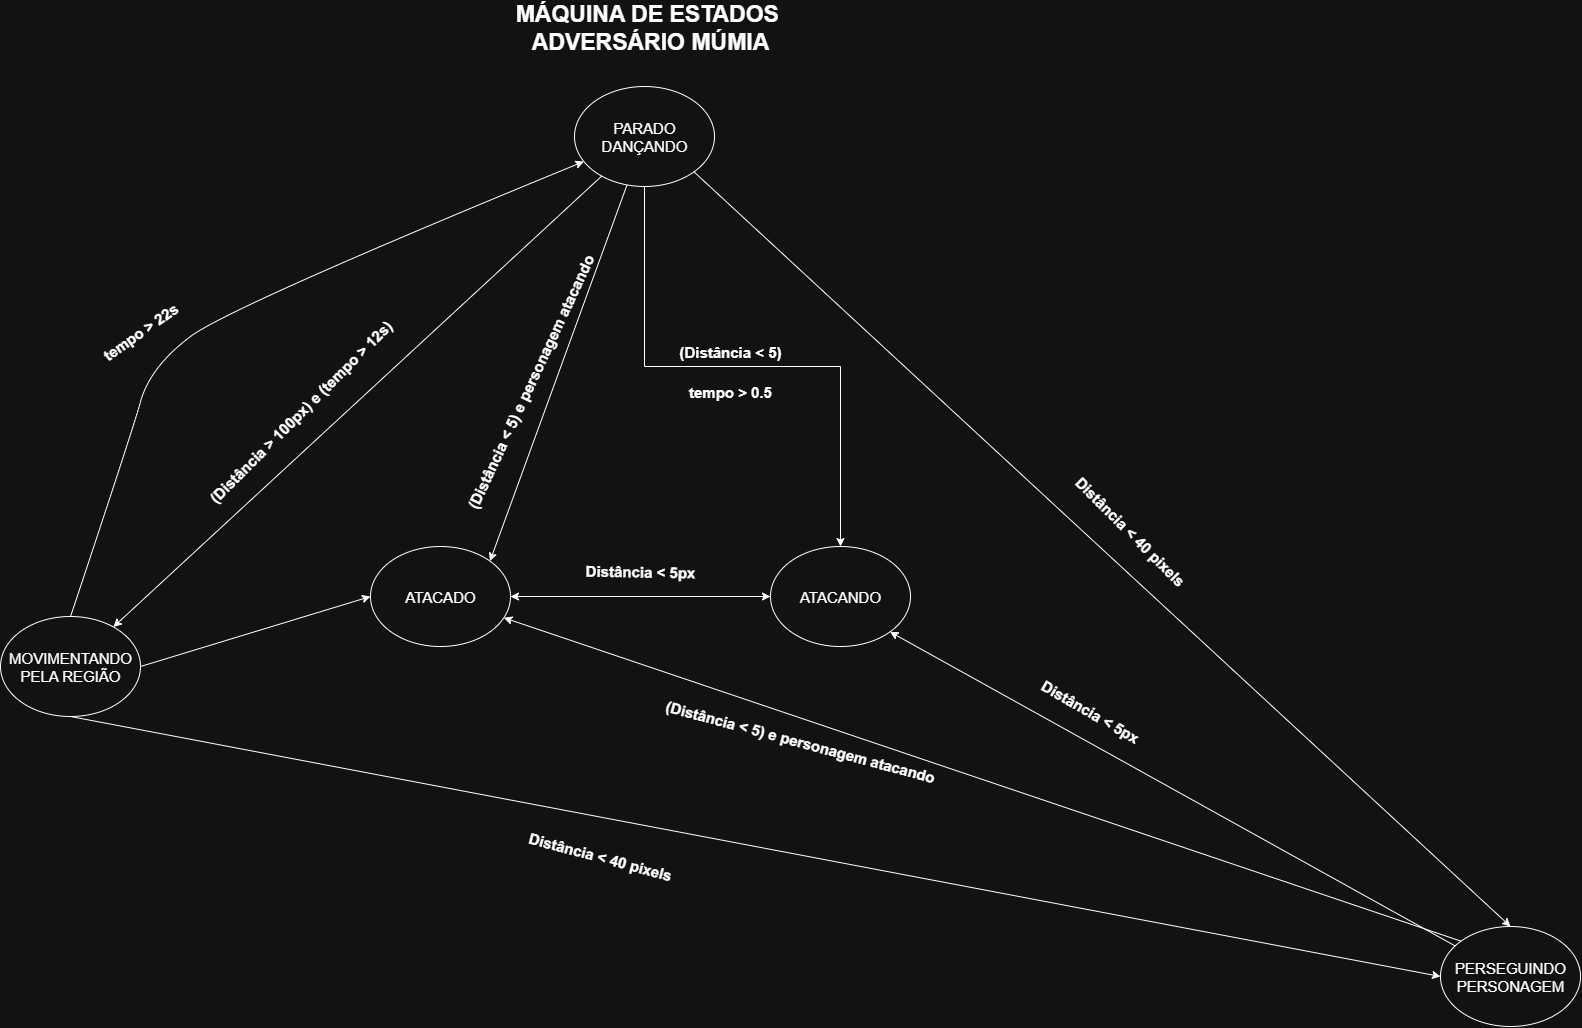 MÁQUINA DE ESTADOS
ADVERSÁRIO MÚMIA
PARADO
DANÇANDO
tempo > 22s
(Distância > 100px) e (tempo > 12s)
(Distância < 5) e personagem atacando
(Distância < 5)
tempo > 0.5
Distância < 40 pixels
Distância < 5px
ATACADO
ATACANDO
MOVIMENTANDO
PELA REGIÃO
(Distância < 5) e personagem atacando
Distância < 5px
Distância < 40 pixels
PERSEGUINDO
PERSONAGEM